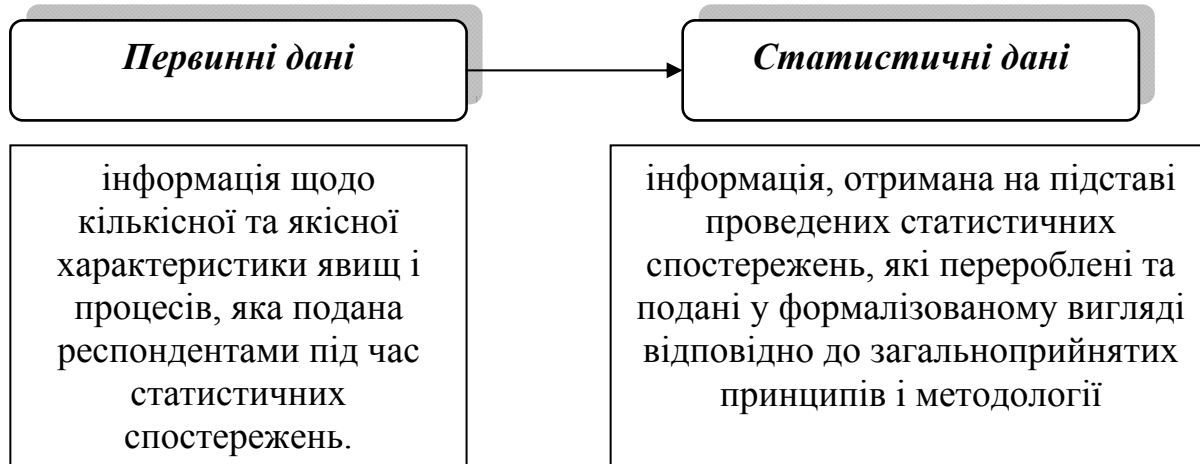 Первинні дані
Статистичні дані
інформація щодо
кількісної та якісної
характеристики явищ і
процесів, яка подана
респондентами під час
статистичних
спостережень.
інформація, отримана на підставі
проведених статистичних
спостережень, які перероблені та
подані у формалізованому вигляді
відповідно до загальноприйнятих
принципів і методології